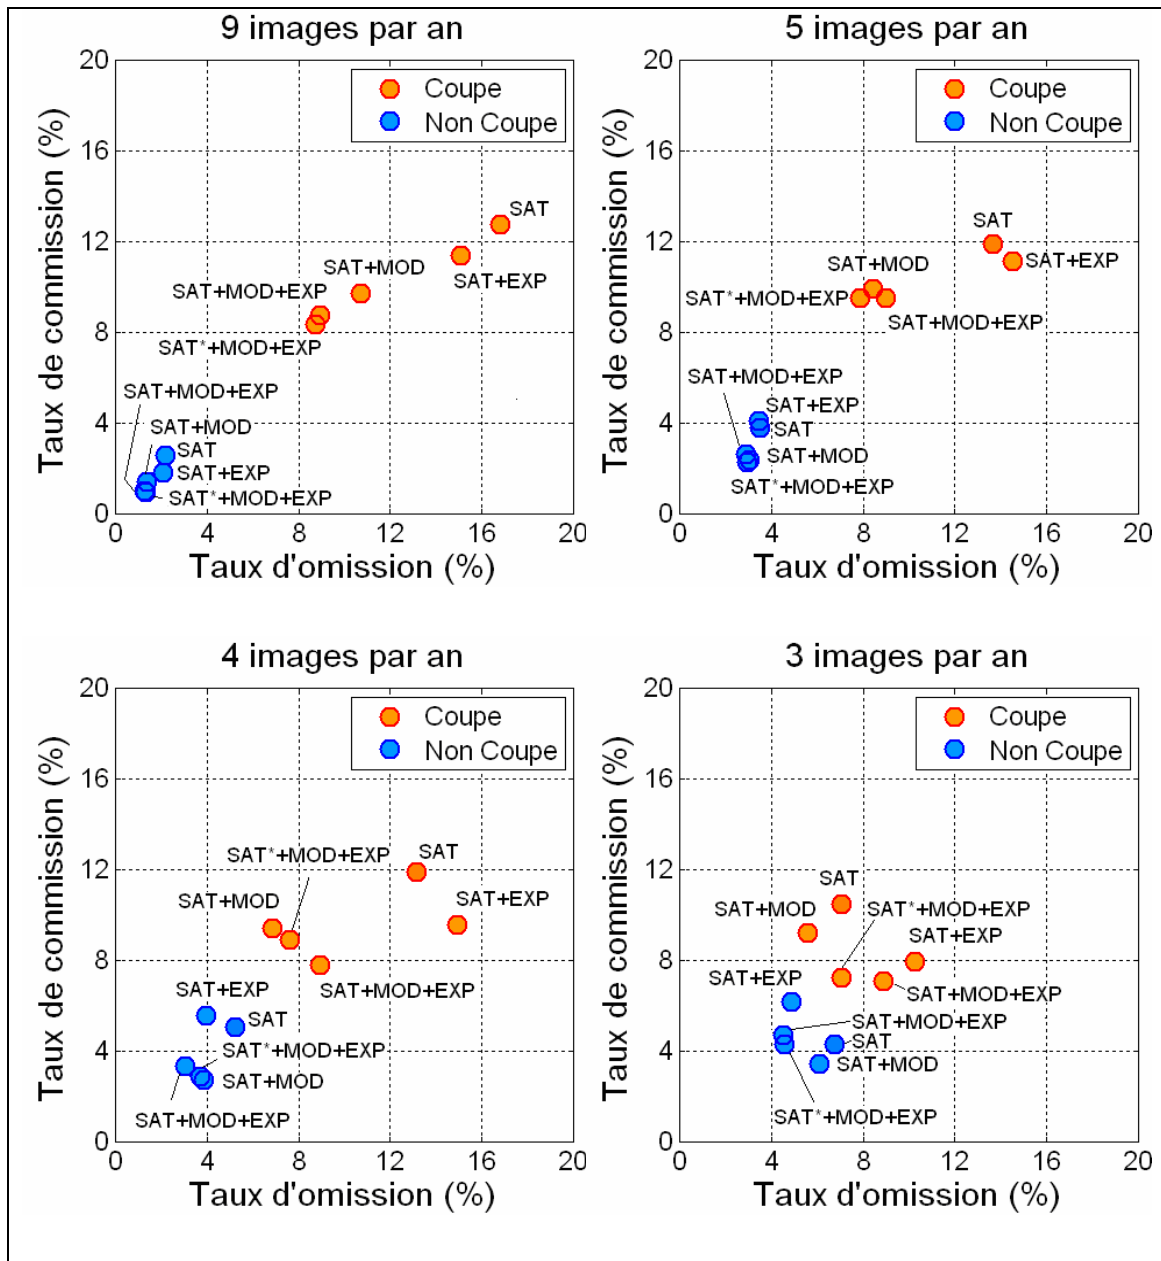 9 images par an
Taux de commission (%)
20
16
12
8
4
0
Coupe
Non Coupe
SAT
SAT+EXP
SAT+MOD
SAT+MOD+EXP
SAT*+MOD+EXP
SAT+MOD+EXP
SAT+MOD
SAT
SAT+EXP
SAT*+MOD+EXP
0 4 8 12 16 20
Taux d'omission (%)
5 images par an
Taux de commission (%)
20
16
12
8
4
0
Coupe
Non Coupe
SAT
SAT+EXP
SAT+MOD
SAT*+MOD+EXP
SAT+MOD+EXP
SAT+MOD+EXP
SAT+EXP
SAT
SAT+MOD
SAT*+MOD+EXP
0 4 8 12 16 20
Taux d'omission (%)
4 images par an
Taux de commission (%)
20
16
12
8
4
0
Coupe
Non Coupe
SAT*+MOD+EXP
SAT
SAT+MOD
SAT+EXP
SAT+MOD+EXP
SAT+EXP
SAT
SAT*+MOD+EXP
SAT+MOD
SAT+MOD+EXP
0 4 8 12 16 20
Taux d'omission (%)
3 images par an
Taux de commission (%)
20
16
12
8
4
0
Coupe
Non Coupe
SAT
SAT+MOD
SAT*+MOD+EXP
SAT+EXP
SAT+EXP
SAT+MOD+EXP
SAT+MOD+EXP
SAT
SAT+MOD
SAT*+MOD+EXP
0 4 8 12 16 20
Taux d'omission (%)